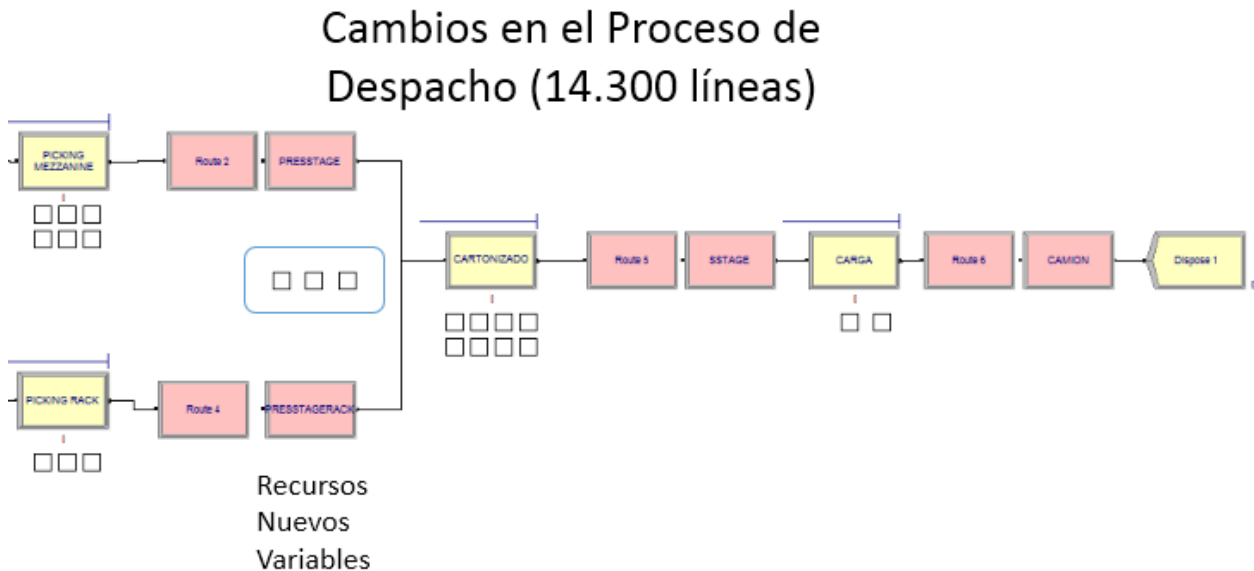 Cambios en el Proceso de
Despacho (14.300 líneas)
PICKING
MEZZANINE
Route 2
PRESSTAGE
CARTONIZADO
Route 5
SSTAGE
CARGA
Route 6
CAMION
Dispose 1
PICKING RACK
Route 4
PRESSTAGERACK
Recursos
Nuevos
Variables